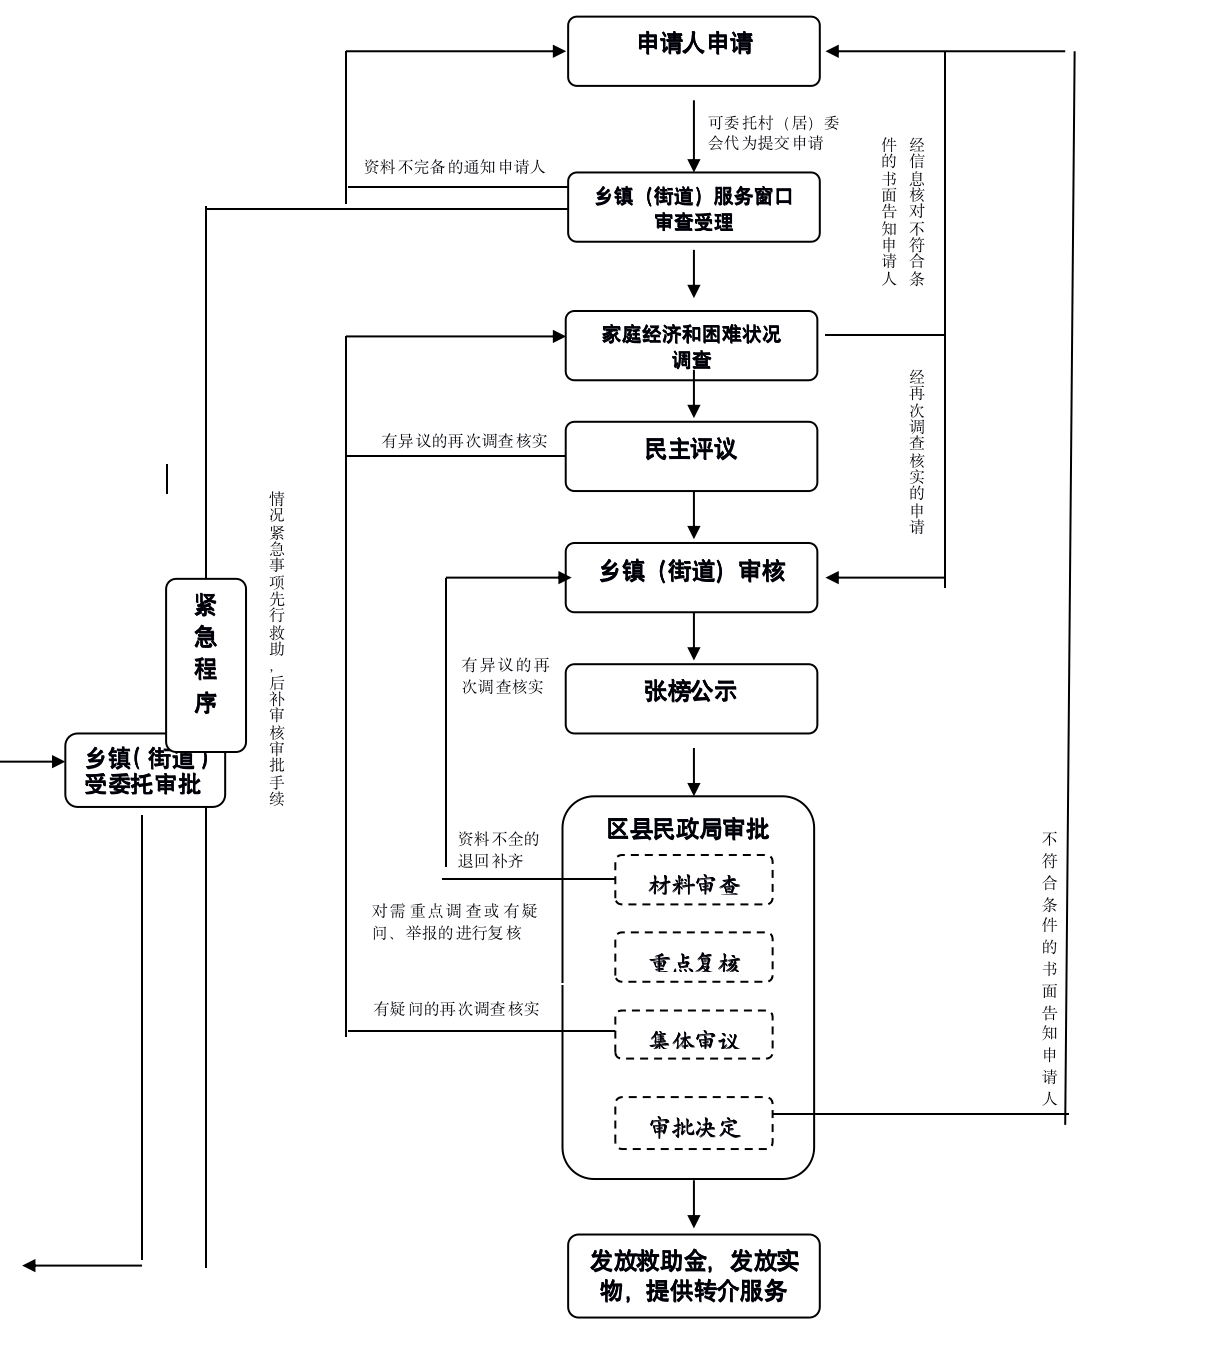 申请人申请
可委托村（居）委
会代为提交申请
资料不完备的通知申请人
乡镇（街道）服务窗口
审查受理
经信息核对不符合条
件的书面告知申请人
家庭经济和困难状况
调查
经再次调查核实的申请
有异议的再次调查核实
民主评议
情况紧急事项先行救助，后补审核审批手续
乡镇（街道）审核
紧
急
程
序
有异议的再
次调查核实
张榜公示
乡镇（街道）
受委托审批
区县民政局审批
资料不全的
退回补齐
材料审查
对需重点调查或有疑
问、举报的进行复核
重点复核
有疑问的再次调查核实
集体审议
不符合条件的书面告知申请人
审批决定
发放救助金，发放实
物，提供转介服务